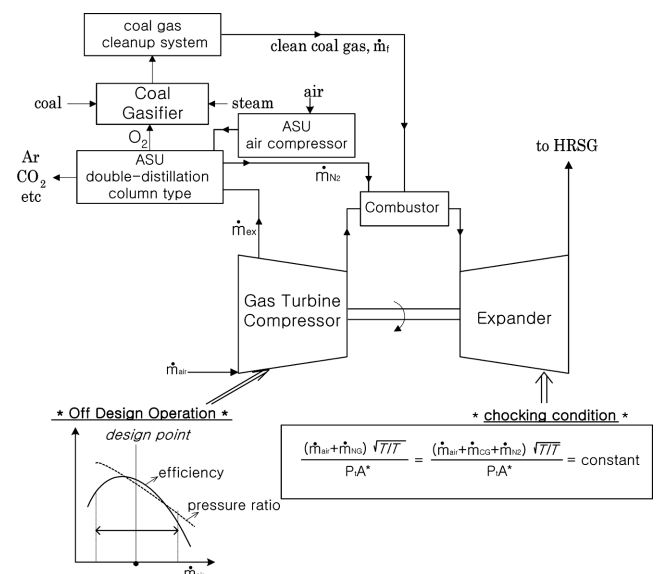 coal gas
cleanup system
clean coal gas, ṁf
coal
Coal
Gasifier
steam
air
O2
ASU
air compressor
Ar
CO2
etc
ASU
double-distillation
column type
ṁN2
to HRSG
Combustor
ṁex
Gas Turbine
Compressor
Expander
ṁair
* Off Design Operation *
* chocking condition *
design point
efficiency
pressure ratio
(ṁair+ṁNG) √T/T / PtA* = (ṁair+ṁCG+ṁN2) √T/T / PtA* = constant